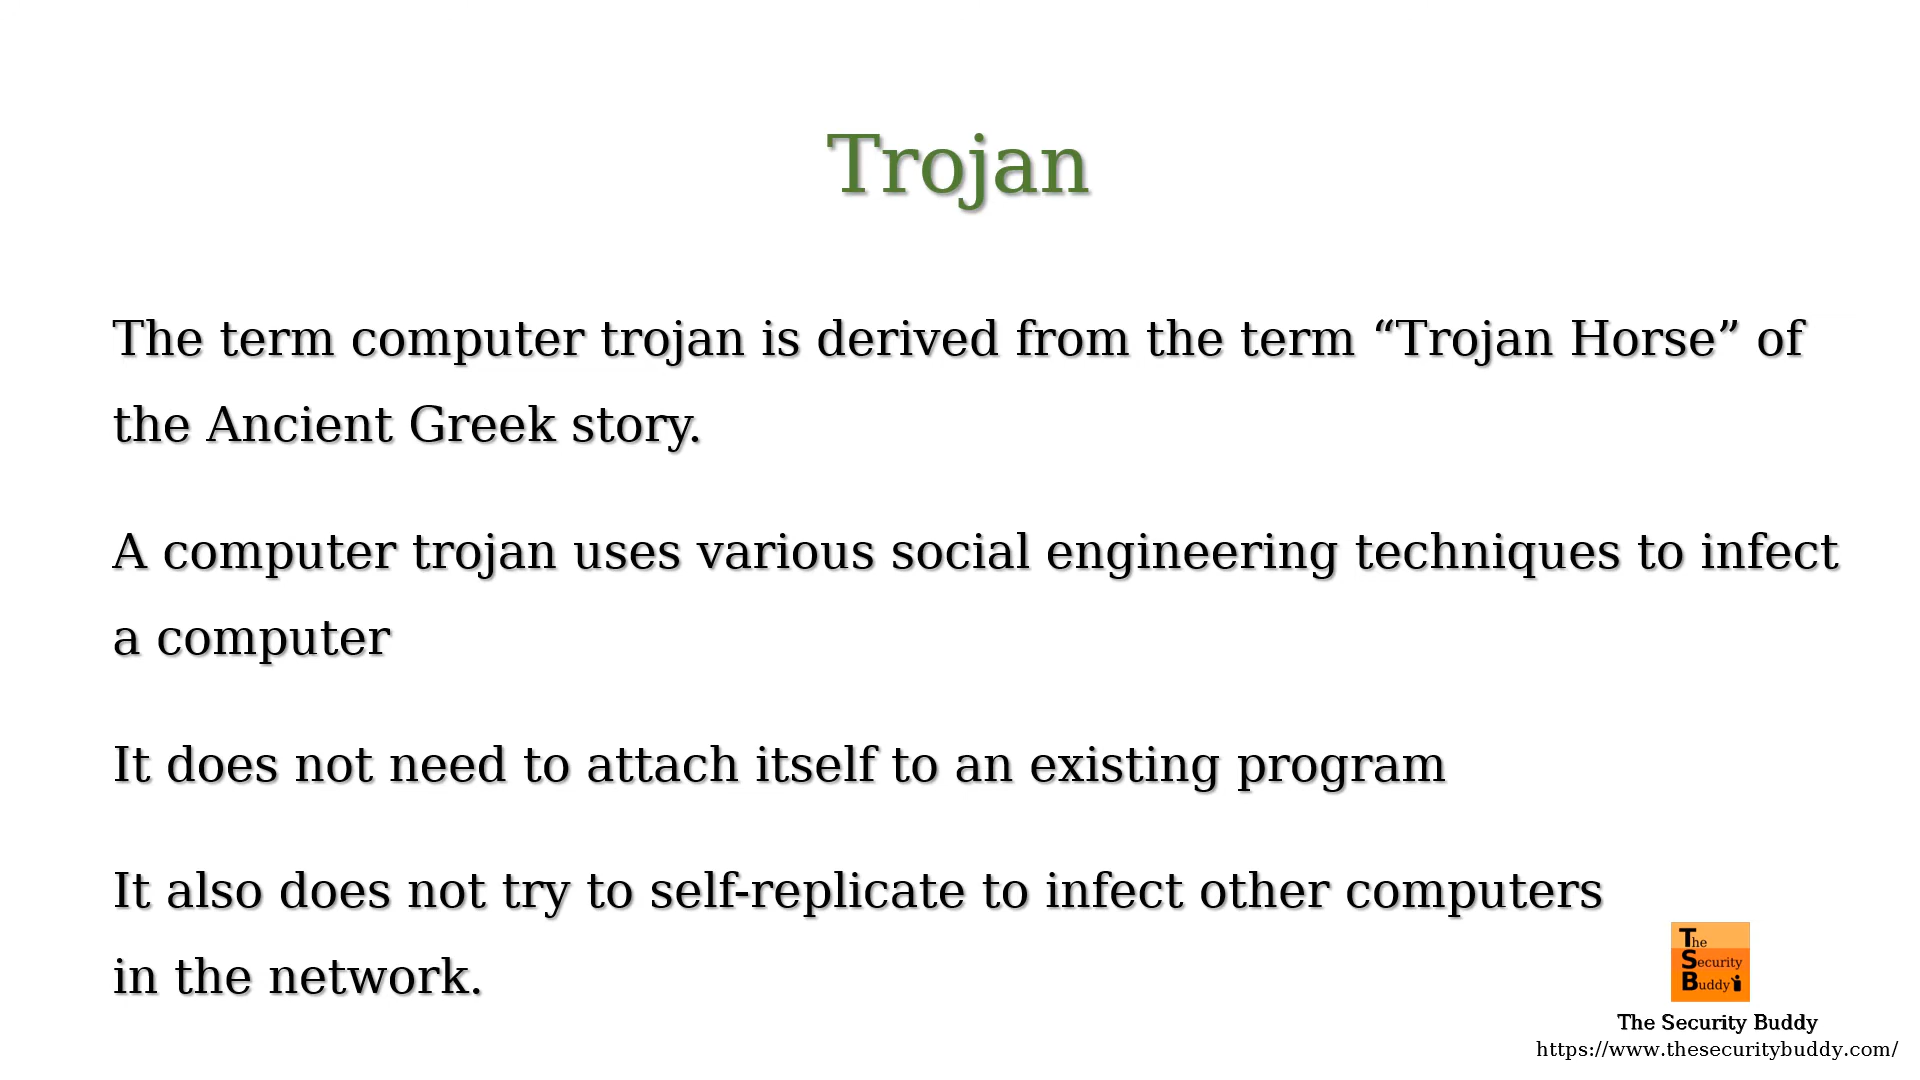 Trojan
The term computer trojan is derived from the term “Trojan Horse” of
the Ancient Greek story.
A computer trojan uses various social engineering techniques to infect
a computer
It does not need to attach itself to an existing program
It also does not try to self-replicate to infect other computers
in the network.
The
Security
Buddy
The Security Buddy
https://www.thesecuritybuddy.com/